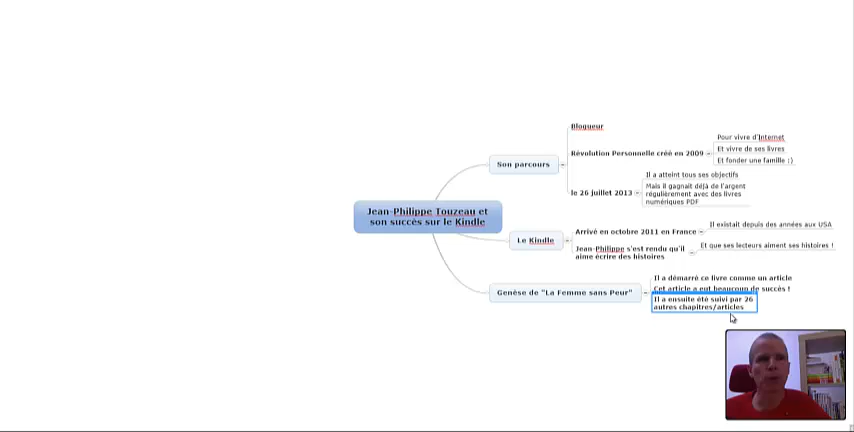 Jean-Philippe Touzeau et
son succès sur le Kindle
Son parcours
Blogueur
Révolution Personnelle créé en 2009
Pour vivre d'Internet
Et vivre de ses livres
Et fonder une famille :)
le 26 juillet 2013
Il a atteint tous ses objectifs
Mais il gagnait déjà de l'argent
régulièrement avec des livres
numériques PDF
Le Kindle
Arrivé en octobre 2011 en France
Il existait depuis des années aux USA
Jean-Philippe s'est rendu qu'il
aime écrire des histoires
Et que ses lecteurs aiment ses histoires !
Genèse de "La Femme sans Peur"
Il a démarré ce livre comme un article
Cet article a eut beaucoup de succès !
Il a ensuite été suivi par 26
autres chapitres/articles